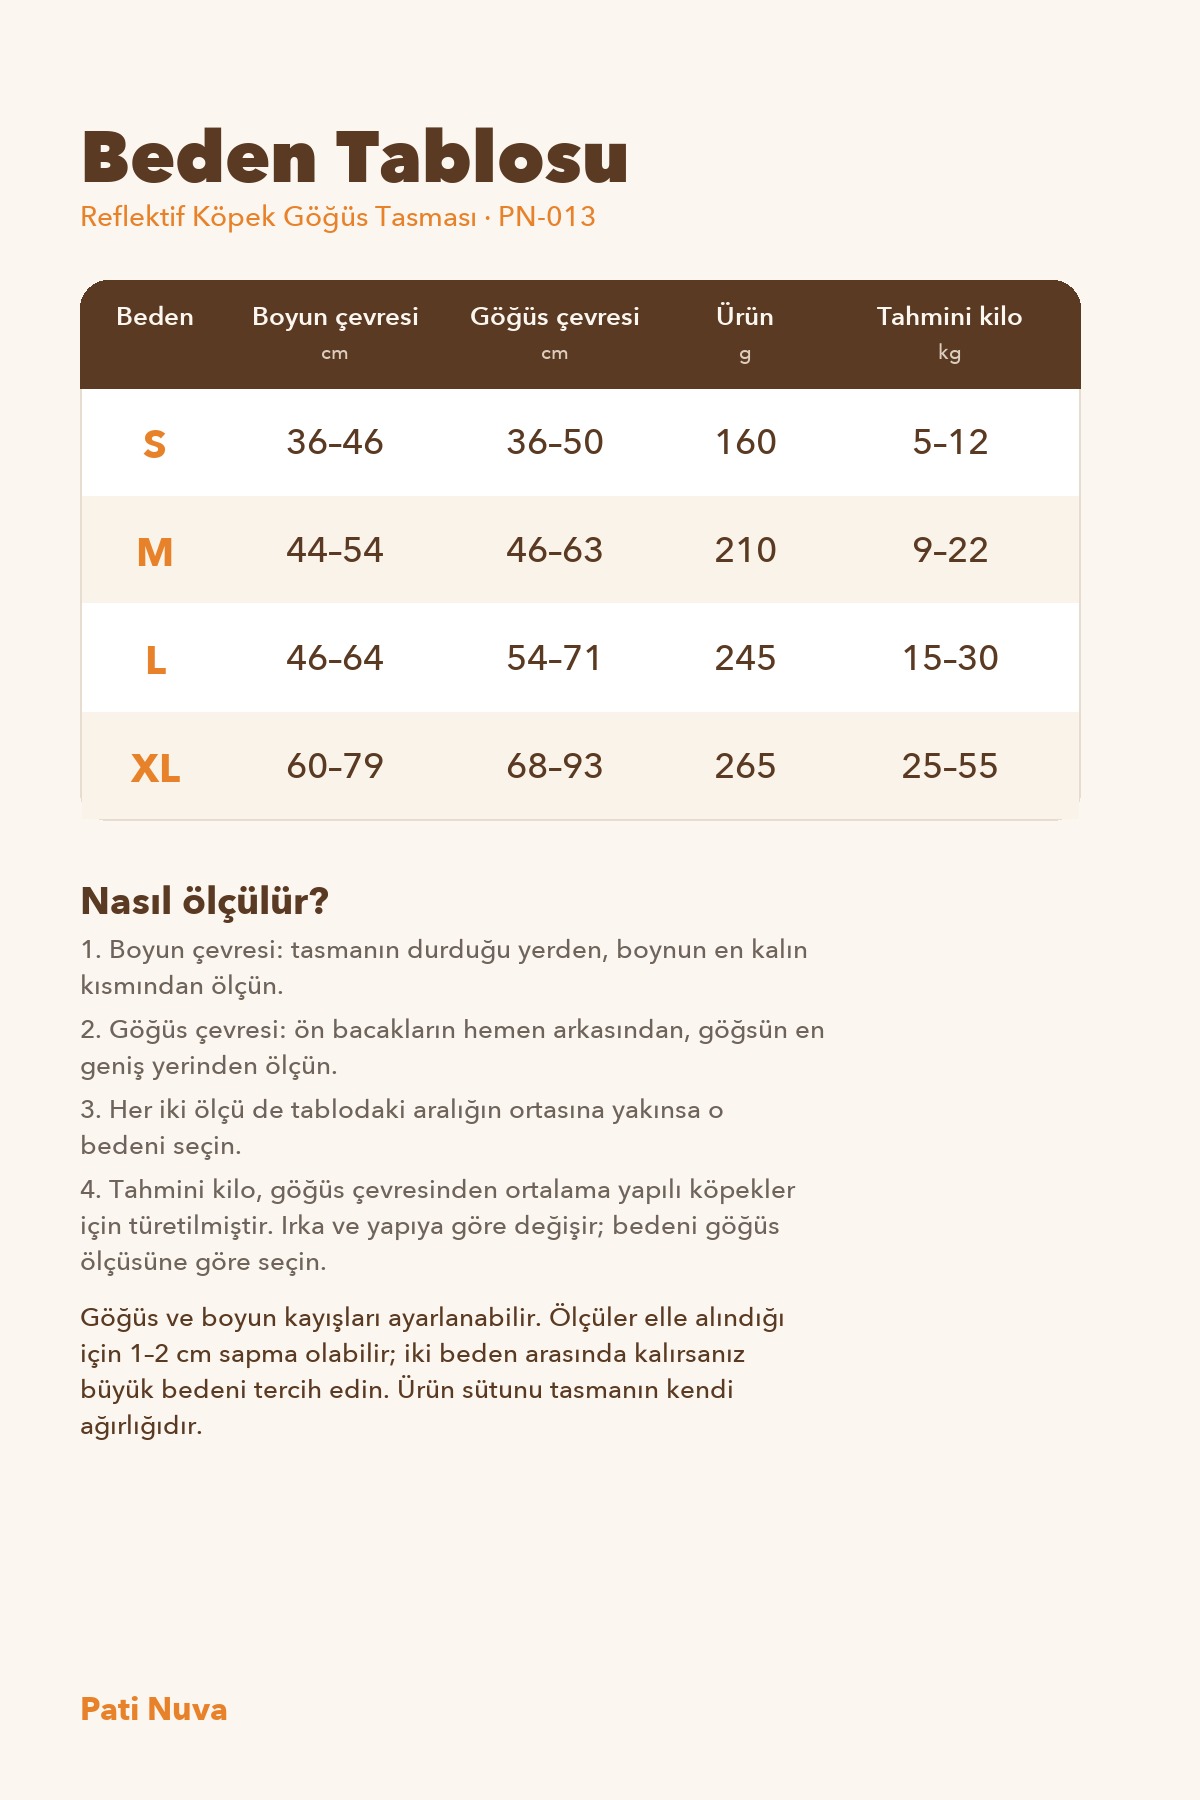 Beden Tablosu
Reflektif Köpek Göğüs Tasması · PN-013
Beden Boyun çevresi Göğüs çevresi Ürün Tahmini kilo
cm cm g kg
S 36–46 36–50 160 5–12
M 44–54 46–63 210 9–22
L 46–64 54–71 245 15–30
XL 60–79 68–93 265 25–55
Nasıl ölçülür?
1. Boyun çevresi: tasmanın durduğu yerden, boynun en kalın
kısmından ölçün.
2. Göğüs çevresi: ön bacakların hemen arkasından, göğsün en
geniş yerinden ölçün.
3. Her iki ölçü de tablodaki aralığın ortasına yakınsa o
bedeni seçin.
4. Tahmini kilo, göğüs çevresinden ortalama yapılı köpekler
için türetilmiştir. Irka ve yapıya göre değişir; bedeni göğüs
ölçüsüne göre seçin.
Göğüs ve boyun kayışları ayarlanabilir. Ölçüler elle alındığı
için 1–2 cm sapma olabilir; iki beden arasında kalırsanız
büyük bedeni tercih edin. Ürün sütunu tasmanın kendi
ağırlığıdır.
Pati Nuva